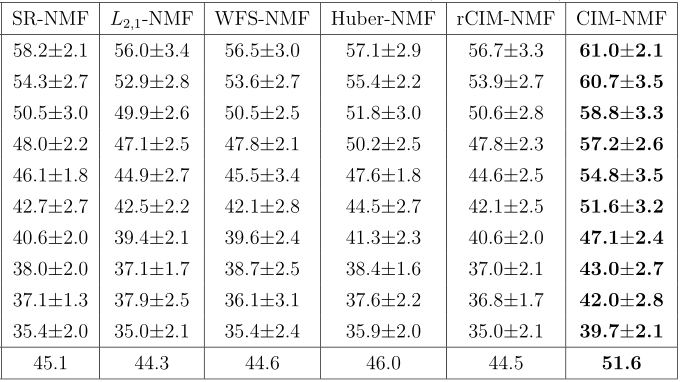 SR-NMF L2,1-NMF WFS-NMF Huber-NMF rCIM-NMF CIM-NMF
58.2±2.1 56.0±3.4 56.5±3.0 57.1±2.9 56.7±3.3 61.0±2.1
54.3±2.7 52.9±2.8 53.6±2.7 55.4±2.2 53.9±2.7 60.7±3.5
50.5±3.0 49.9±2.6 50.5±2.5 51.8±3.0 50.6±2.8 58.8±3.3
48.0±2.2 47.1±2.5 47.8±2.1 50.2±2.5 47.8±2.3 57.2±2.6
46.1±1.8 44.9±2.7 45.5±3.4 47.6±1.8 44.6±2.5 54.8±3.5
42.7±2.7 42.5±2.2 42.1±2.8 44.5±2.7 42.1±2.5 51.6±3.2
40.6±2.0 39.4±2.1 39.6±2.4 41.3±2.3 40.6±2.0 47.1±2.4
38.0±2.0 37.1±1.7 38.7±2.5 38.4±1.6 37.0±2.1 43.0±2.7
37.1±1.3 37.9±2.5 36.1±3.1 37.6±2.2 36.8±1.7 42.0±2.8
35.4±2.0 35.0±2.1 35.4±2.4 35.9±2.0 35.0±2.1 39.7±2.1
45.1 44.3 44.6 46.0 44.5 51.6